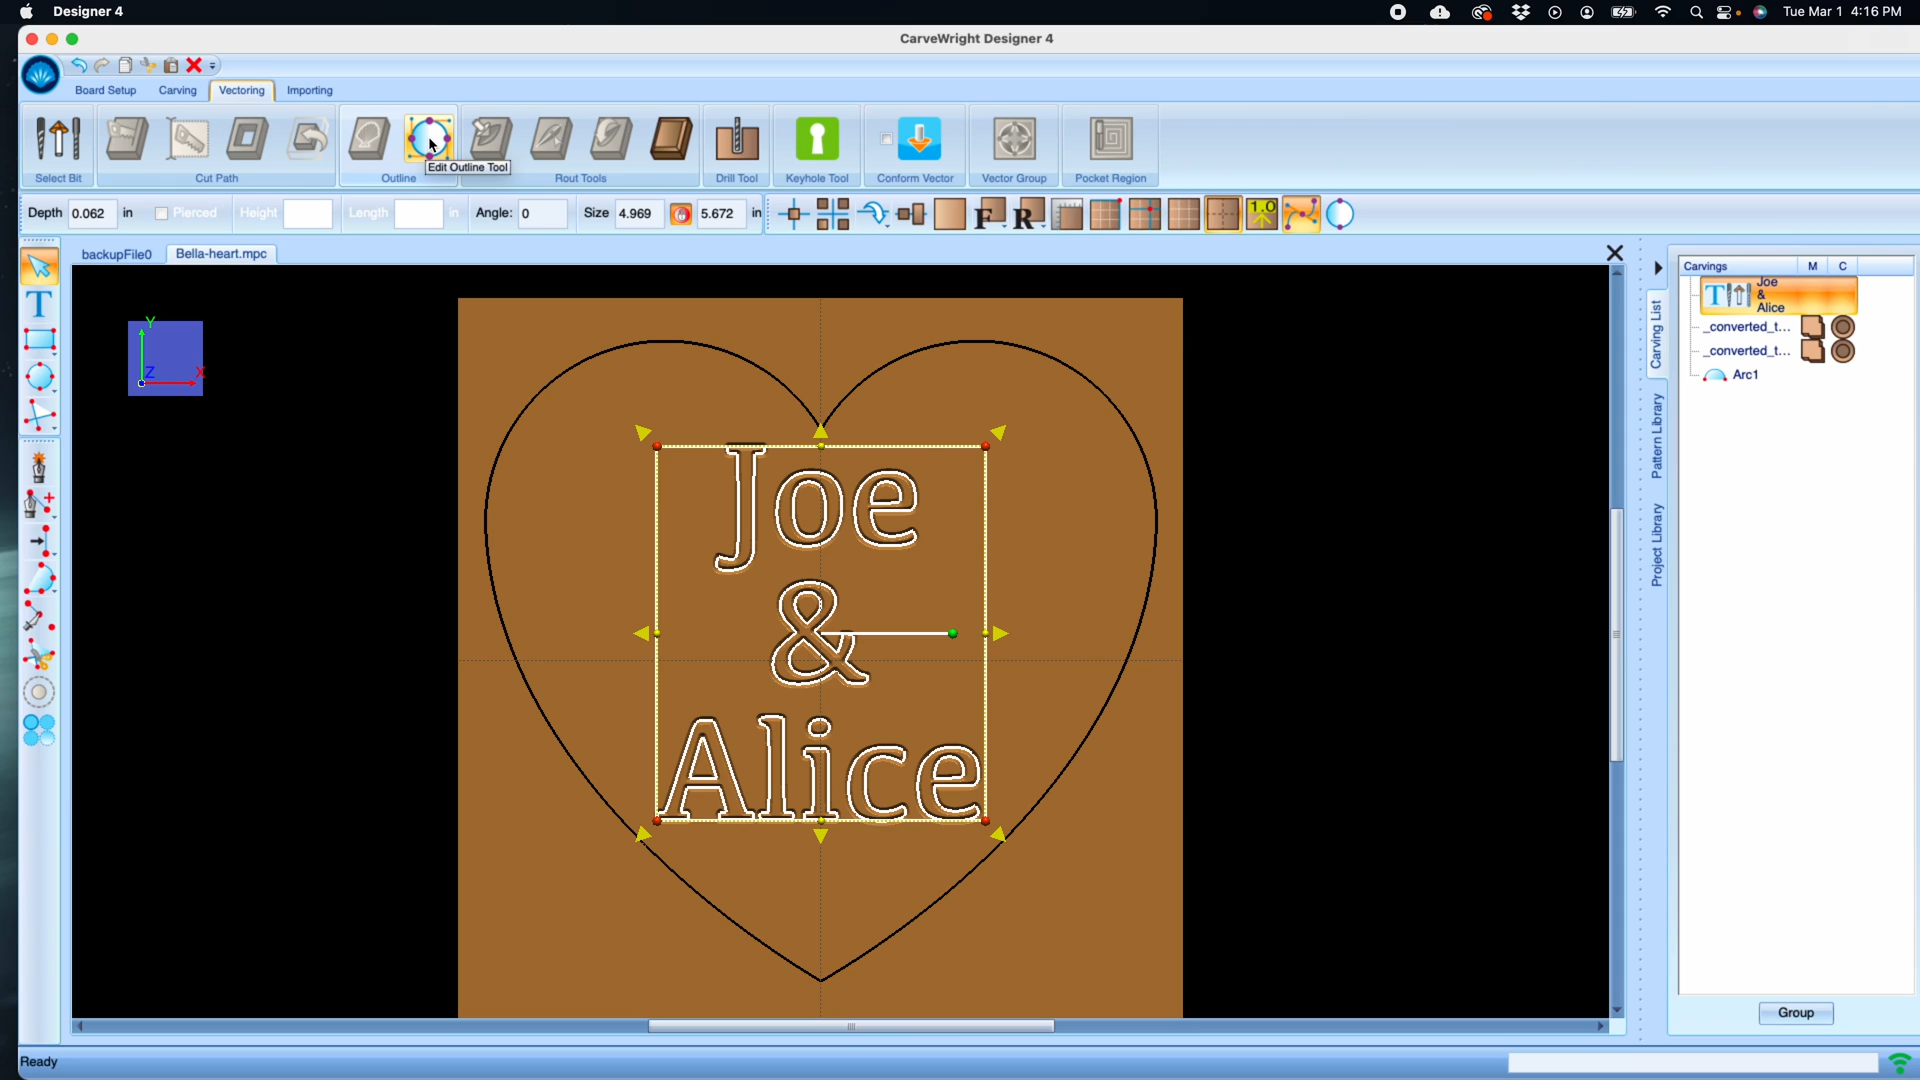 Designer 4
Tue Mar 1 4:16 PM
CarveWright Designer 4
Board Setup
Carving
Vectoring
Importing
Edit Outline Tool
Select Bit
Cut Path
Outline
Rout Tools
Drill Tool
Keyhole Tool
Conform Vector
Vector Group
Pocket Region
Depth 0.062 in
Pierced
Height
Length in
Angle: 0
Size 4.969 5.672 in
F
R
1.0
backupFile0
Bella-heart.mpc
T
Y
Z
X
Joe
&
Alice
Carving List
Pattern Library
Project Library
Carvings M C
T
Joe
&
Alice
_converted_t...
_converted_t...
Arc1
Group
Ready